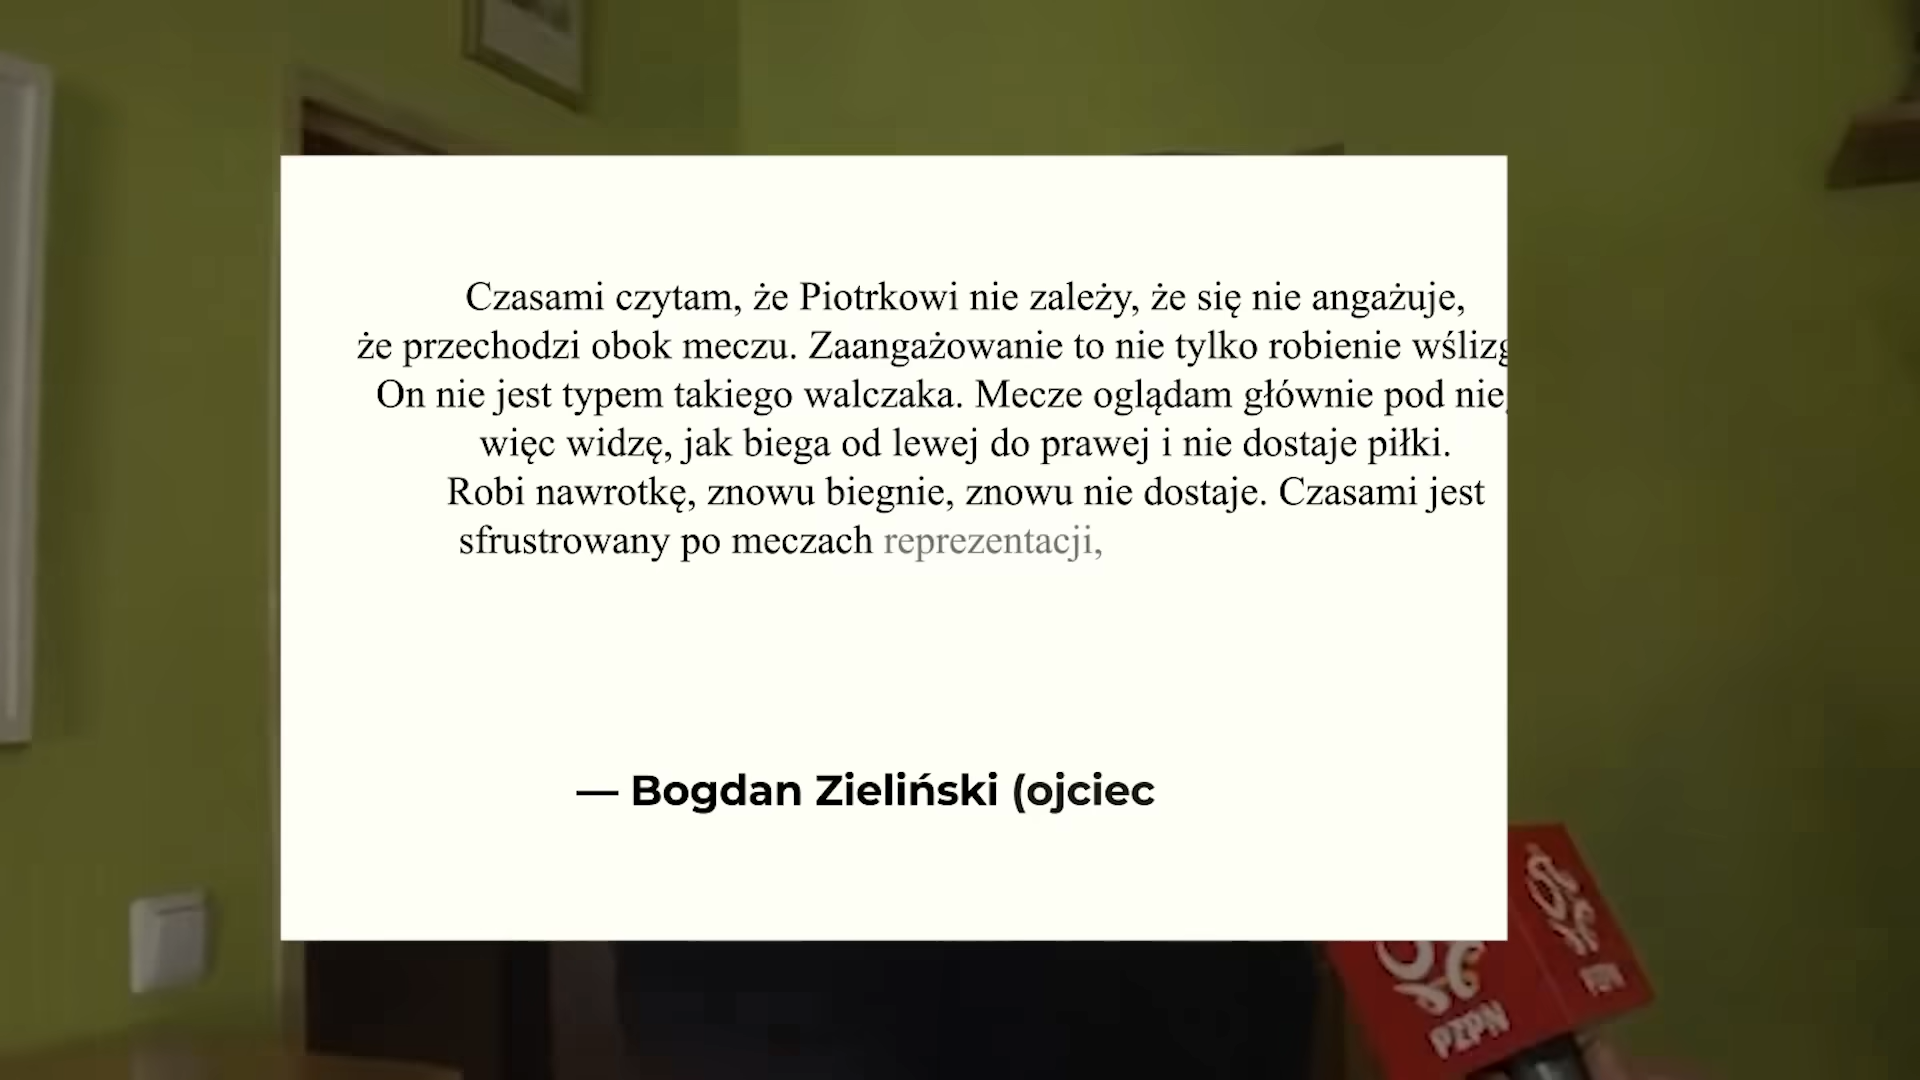 Czasami czytam, że Piotrkowi nie zależy, że się nie angażuje,
że przechodzi obok meczu. Zaangażowanie to nie tylko robienie
On nie jest typem takiego walczaka. Mecze oglądam głównie pod
więc widzę, jak biega od lewej do prawej i nie dostaje piłki.
Robi nawrotkę, znowu biegnie, znowu nie dostaje. Czasami jest
sfrustrowany po meczach reprezentacji,
— Bogdan Zieliński (ojciec
PZPN